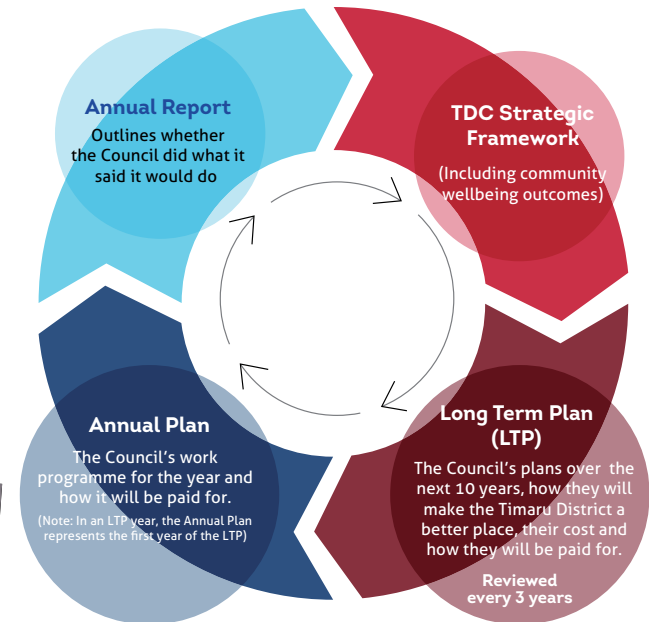 Annual Report
Outlines whether
the Council did what it
said it would do
TDC Strategic
Framework
(Including community
wellbeing outcomes)
Annual Plan
The Council's work
programme for the year and
how it will be paid for.
(Note: In an LTP year, the Annual Plan
represents the first year of the LTP)
Long Term Plan
(LTP)
The Council's plans over the
next 10 years, how they will
make the Timaru District a
better place, their cost and
how they will be paid for.
Reviewed
every 3 years